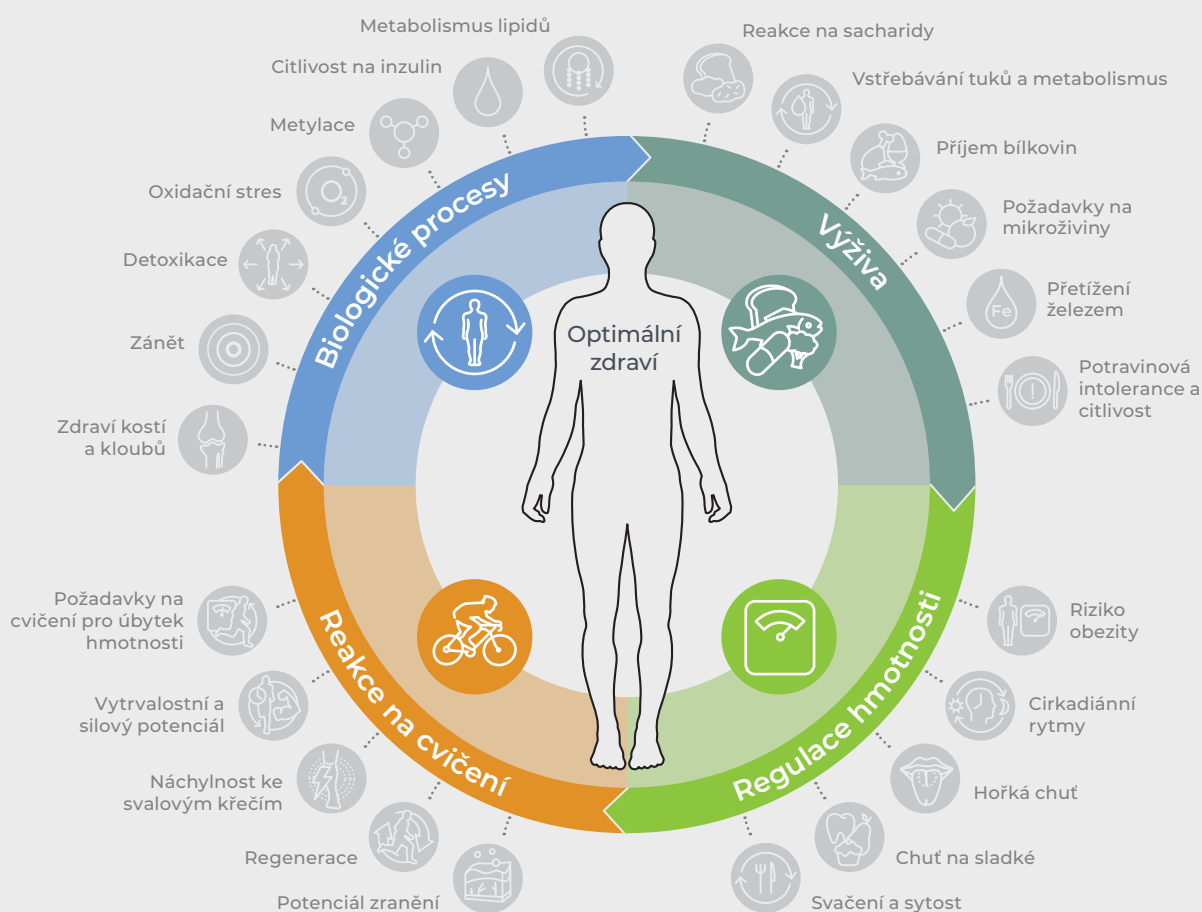 Metabolismus lipidů
Citlivost na inzulin
Metylace
Oxidační stres
Detoxikace
Zánět
Zdraví kostí
a kloubů
Biologické procesy
O₂
Reakce na sacharidy
Vstřebávání tuků a metabolismus
Příjem bílkovin
Požadavky na
mikroživiny
Přetížení
železem
Fe
Potravinová
intolerance a
citlivost
Výživa
Optimální
zdraví
Požadavky na
cvičení pro úbytek
hmotnosti
Vytrvalostní a
silový potenciál
Náchylnost ke
svalovým křečím
Regenerace
Potenciál zranění
Reakce na cvičení
Riziko
obezity
Cirkadiánní
rytmy
Hořká chuť
Chuť na sladké
Svačení a sytost
Regulace hmotnosti